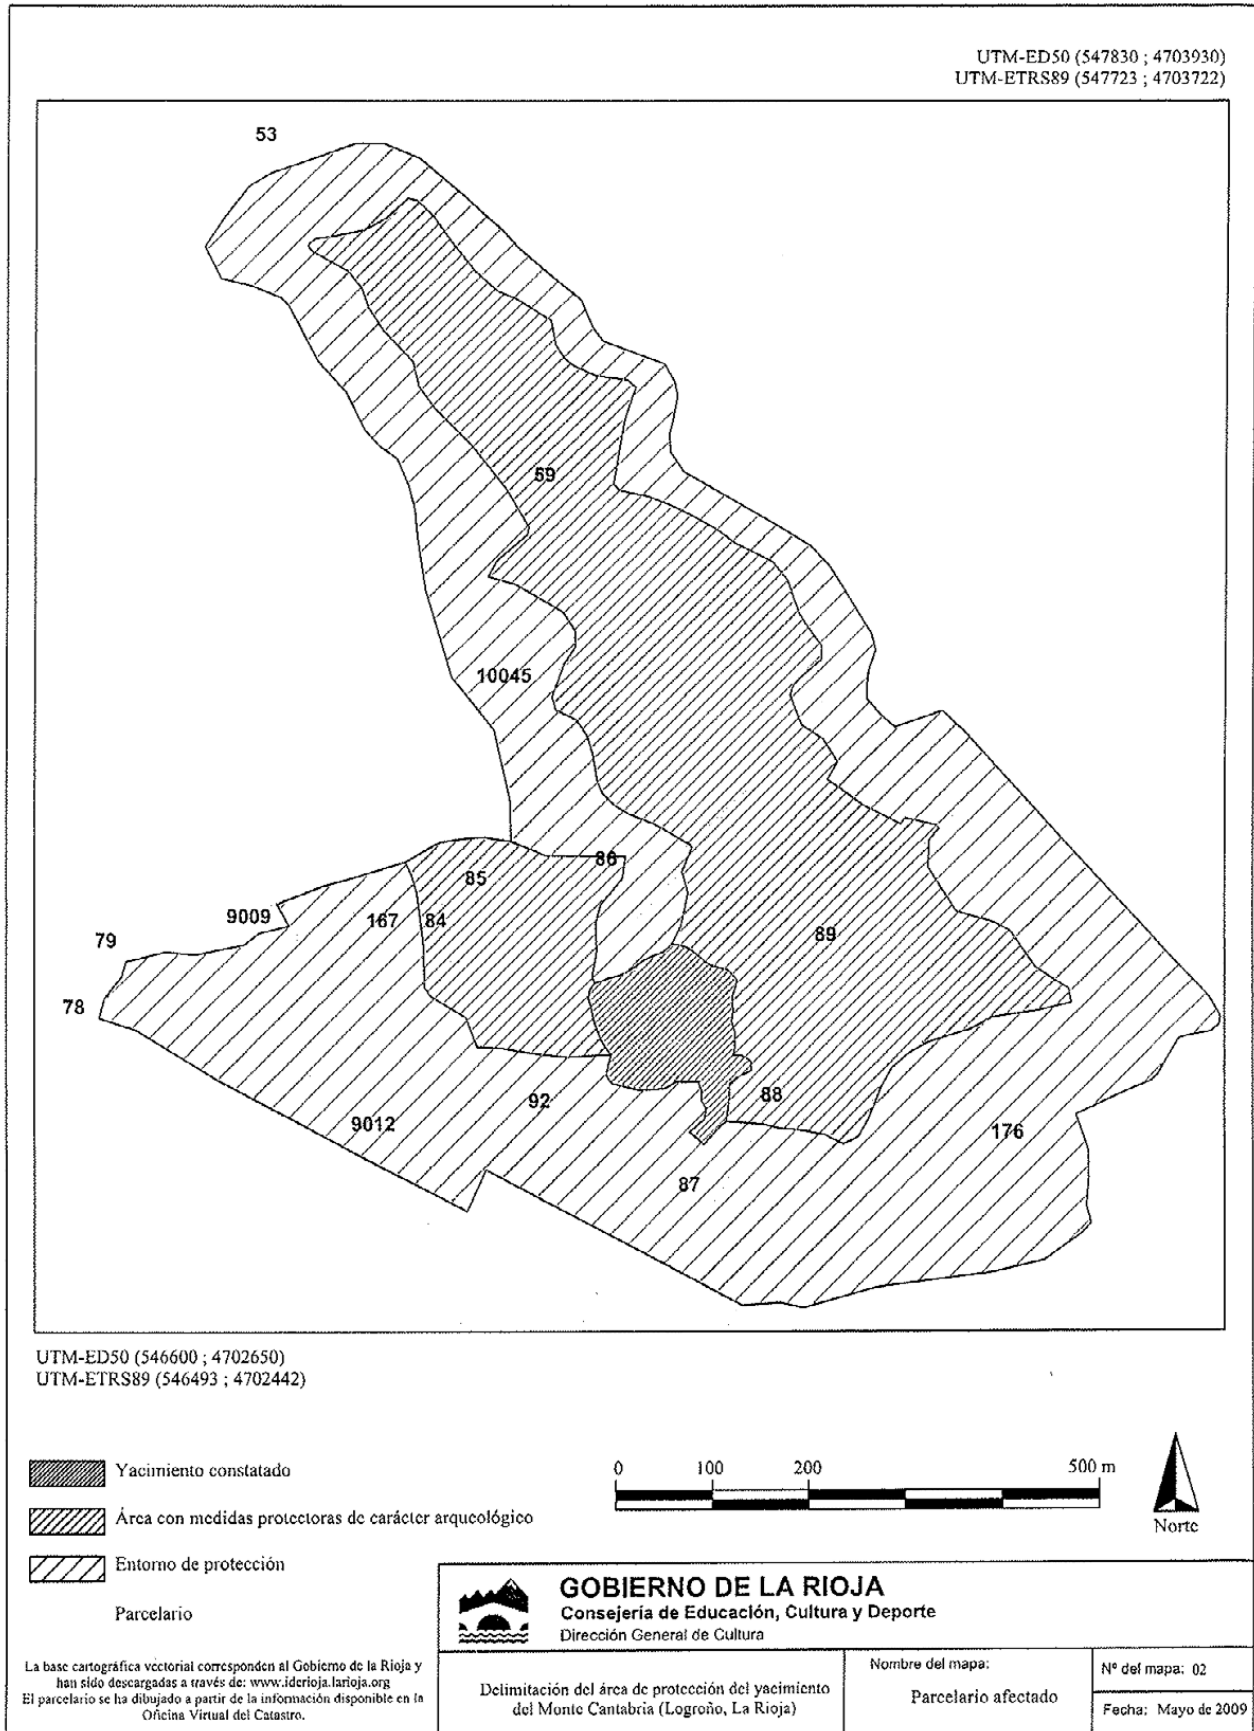 UTM-ED50 (547830 ; 4703930)
UTM-ETRS89 (547723 ; 4703722)
53
59
10045
86
85
9009
167
84
79
89
78
88
92
9012
176
87
UTM-ED50 (546600 ; 4702650)
UTM-ETRS89 (546493 ; 4702442)
0 100 200 500 m
Norte
Yacimiento constatado
Área con medidas protectoras de carácter arqueológico
Entorno de protección
Parcelario
La base cartográfica vectorial corresponden al Gobierno de la Rioja y
han sido descargadas a través de: www.iderioja.larioja.org
El parcelario se ha dibujado a partir de la información disponible en la
Oficina Virtual del Catastro.
GOBIERNO DE LA RIOJA
Consejería de Educación, Cultura y Deporte
Dirección General de Cultura
Delimitación del área de protección del yacimiento
del Monte Cantabria (Logroño, La Rioja)
Nombre del mapa:
Parcelario afectado
Nº del mapa: 02
Fecha: Mayo de 2009